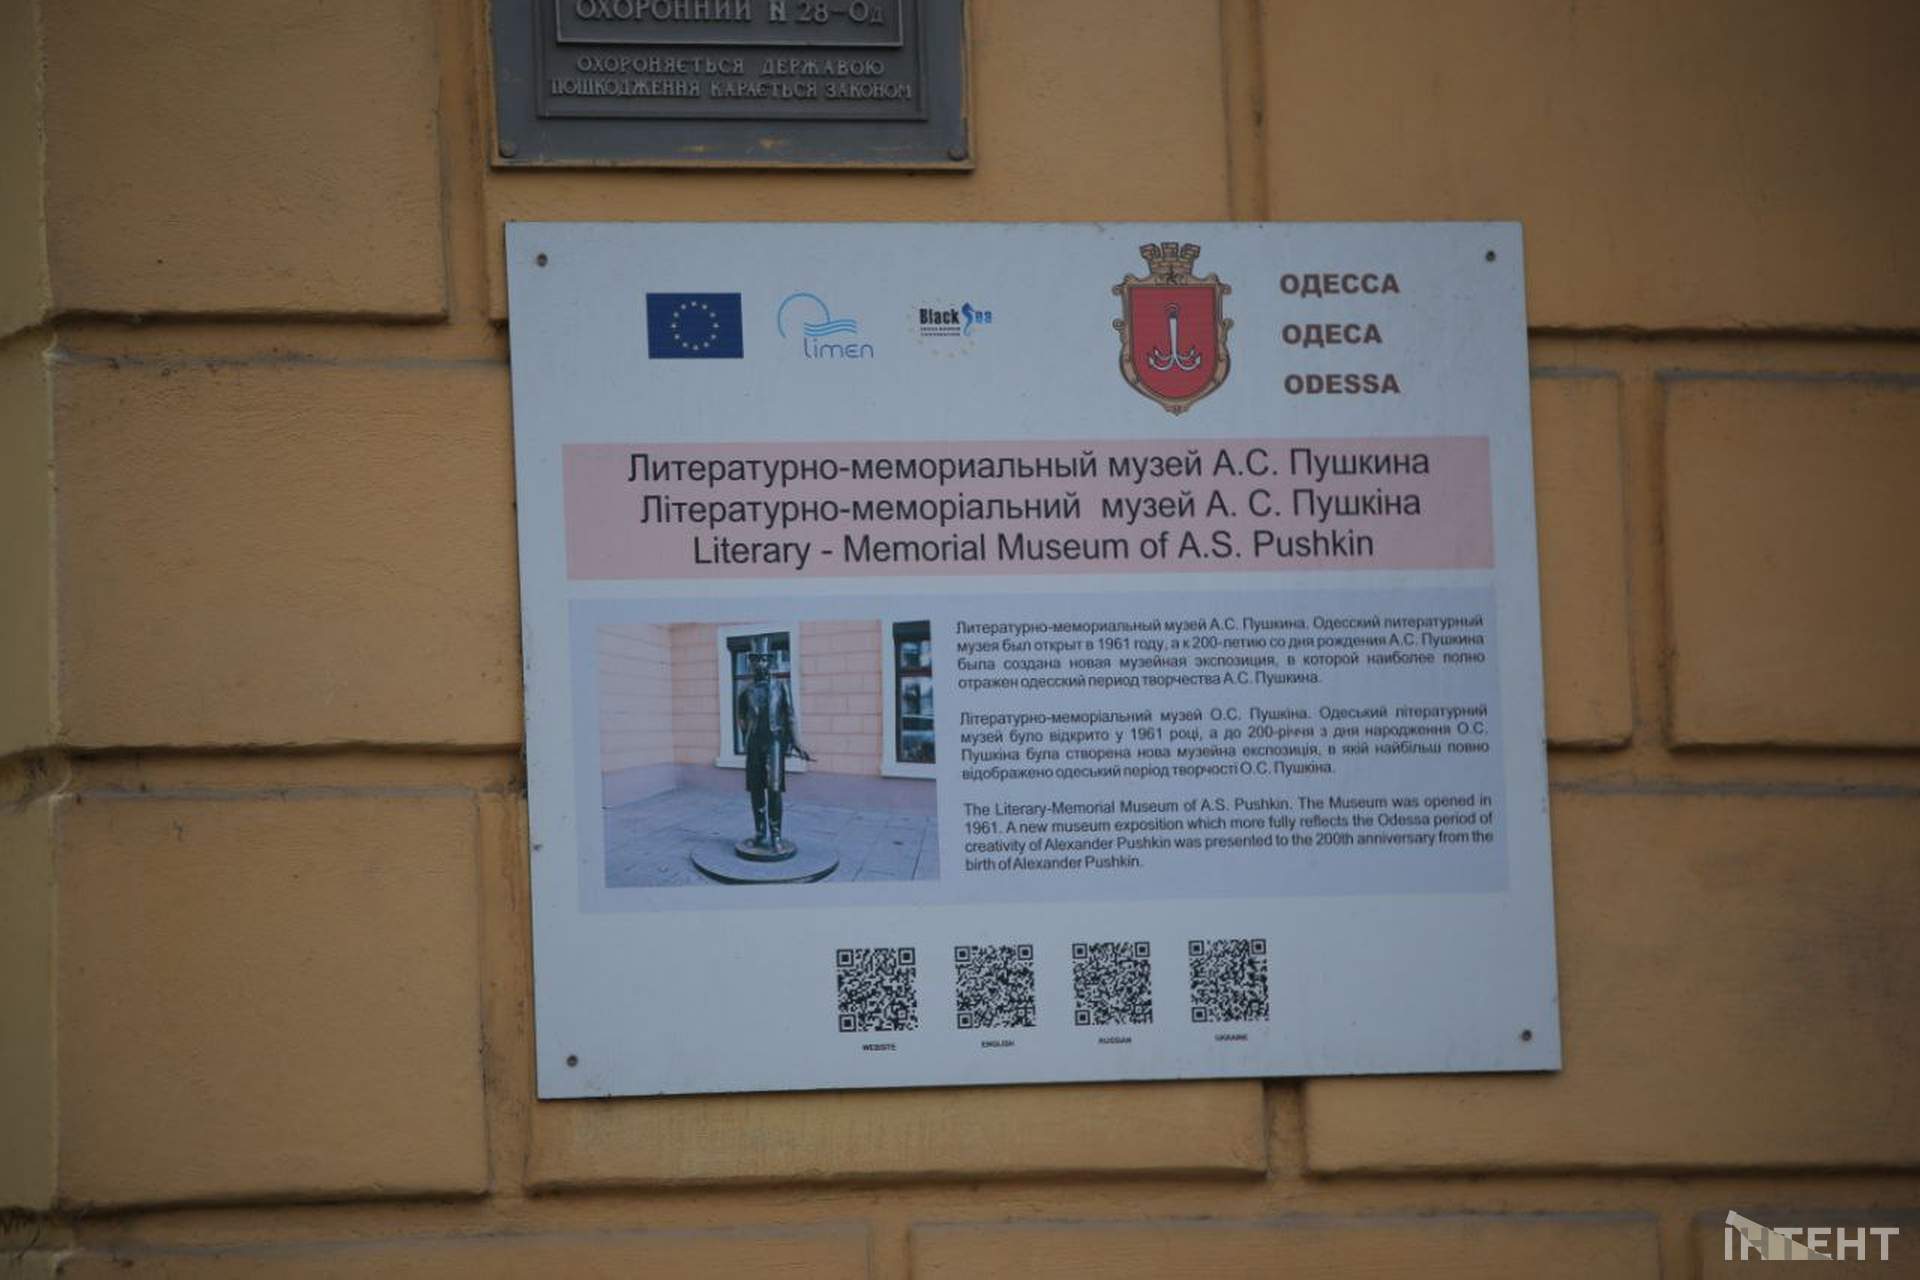 ОХОРОННИЙ N 28-Од
ОХОРОНЯЄТЬСЯ ДЕРЖАВОЮ
ПОШКОДЖЕННЯ КАРАЄТЬСЯ ЗАКОНОМ
limen
Black Sea
ОДЕССА
ОДЕСА
ODESSA
Литературно-мемориальный музей А.С. Пушкина
Літературно-меморіальний музей А. С. Пушкіна
Literary - Memorial Museum of A.S. Pushkin
Литературно-мемориальный музей А.С. Пушкина. Одесский литературный
музея был открыт в 1961 году, а к 200-летию со дня рождения А.С. Пушкина
была создана новая музейная экспозиция, в которой наиболее полно
отражен одесский период творчества А.С. Пушкина.
Літературно-меморіальний музей О.С. Пушкіна. Одеський літературний
музей було відкрито у 1961 році, а до 200-річчя з дня народження О.С.
Пушкіна була створена нова музейна експозиція, в якій найбільш повно
відображено одеський період творчості О.С. Пушкіна.
The Literary-Memorial Museum of A.S. Pushkin. The Museum was opened in
1961. A new museum exposition which more fully reflects the Odessa period of
creativity of Alexander Pushkin was presented to the 200th anniversary from the
birth of Alexander Pushkin.
WEBSITE
ENGLISH
RUSSIAN
UKRAINE
ІНТЕНТ